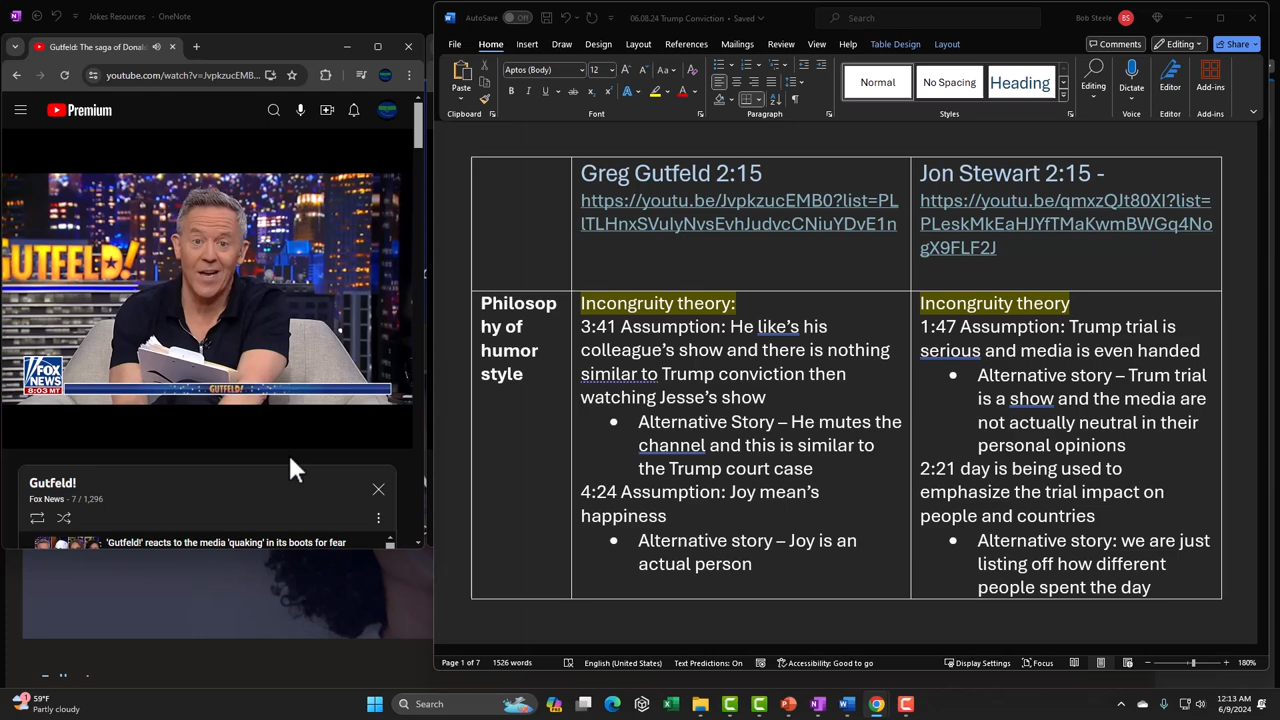 Jokes Resources - OneNote
Gutfeld: The saga of Donal
youtube.com/watch?v=JvpkzucEMB...
Premium
GUTFELD!
FOX
NEWS
8:03 MT
GUTFELD!
Gutfeld!
Fox News - 7 / 1,296
'Gutfeld!' reacts to the media 'quaking' in its boots for fear
AutoSave Off
06.08.24 Trump Conviction • Saved
Search
Bob Steele BS
File Home Insert Draw Design Layout References Mailings Review View Help Table Design Layout
Comments Editing Share
Paste
Aptos (Body) 12
Normal No Spacing Heading
Editing Dictate Editor Add-ins
Clipboard Font Paragraph Styles Voice Editor Add-ins
Greg Gutfeld 2:15
https://youtu.be/JvpkzucEMB0?list=PL
ITLHnxSVuIyNvsEvhJudvcCNiuYDvE1n
Jon Stewart 2:15 -
https://youtu.be/qmxzQJt80XI?list=
PLeskMkEaHJYfTMaKwmBWGq4No
gX9FLF2J
Philosop
hy of
humor
style
Incongruity theory:
3:41 Assumption: He like's his
colleague's show and there is nothing
similar to Trump conviction then
watching Jesse's show
• Alternative Story – He mutes the
channel and this is similar to
the Trump court case
4:24 Assumption: Joy mean's
happiness
• Alternative story – Joy is an
actual person
Incongruity theory
1:47 Assumption: Trump trial is
serious and media is even handed
• Alternative story – Trum trial
is a show and the media are
not actually neutral in their
personal opinions
2:21 day is being used to
emphasize the trial impact on
people and countries
• Alternative story: we are just
listing off how different
people spent the day
Page 1 of 7 1526 words English (United States) Text Predictions: On Accessibility: Good to go Display Settings Focus 180%
59°F
Partly cloudy
Search
12:13 AM
6/9/2024